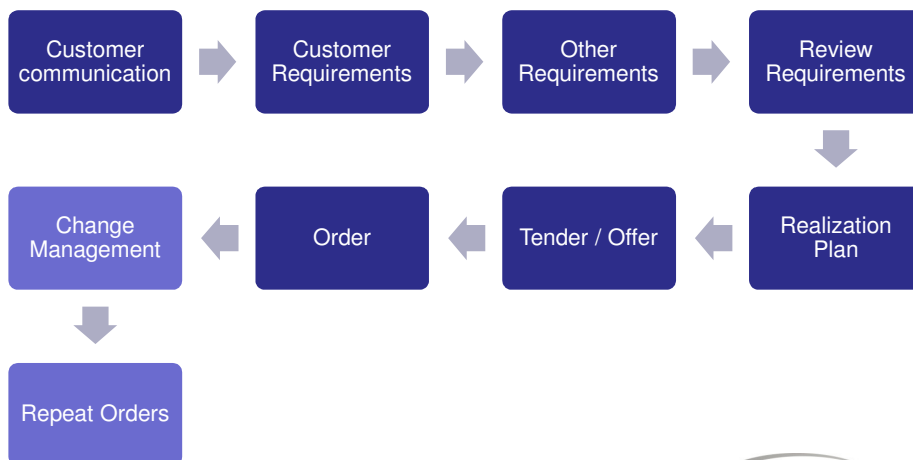 Customer
communication
Customer
Requirements
Other
Requirements
Review
Requirements
Realization
Plan
Tender / Offer
Order
Change
Management
Repeat Orders